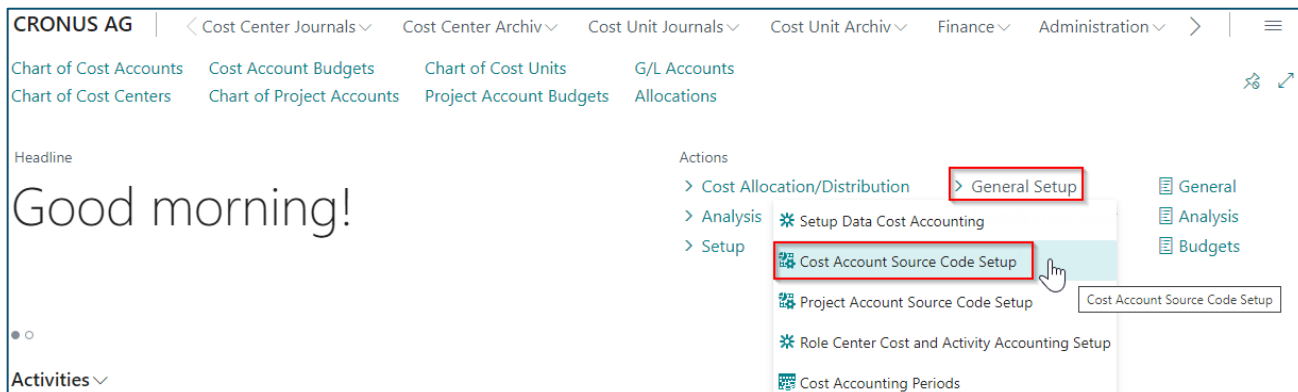 CRONUS AG Cost Center Journals Cost Center Archiv Cost Unit Journals Cost Unit Archiv Finance Administration
Chart of Cost Accounts Cost Account Budgets Chart of Cost Units G/L Accounts
Chart of Cost Centers Chart of Project Accounts Project Account Budgets Allocations
Headline
Good morning!
Actions
Cost Allocation/Distribution General Setup General
Analysis Analysis
Setup Budgets
Setup Data Cost Accounting
Cost Account Source Code Setup
Project Account Source Code Setup
Cost Account Source Code Setup
Role Center Cost and Activity Accounting Setup
Cost Accounting Periods
Activities